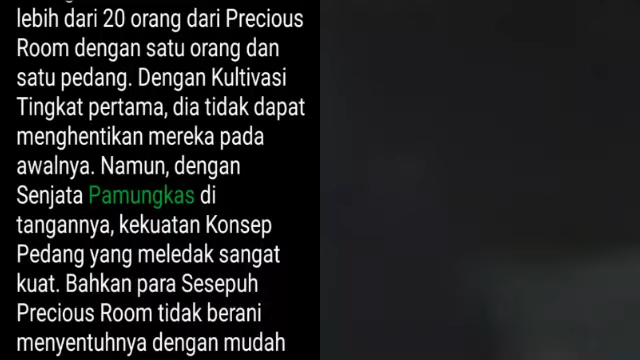 lebih dari 20 orang dari Precious
Room dengan satu orang dan
satu pedang. Dengan Kultivasi
Tingkat pertama, dia tidak dapat
menghentikan mereka pada
awalnya. Namun, dengan
Senjata Pamungkas di
tangannya, kekuatan Konsep
Pedang yang meledak sangat
kuat. Bahkan para Sesepuh
Precious Room tidak berani
menyentuhnya dengan mudah